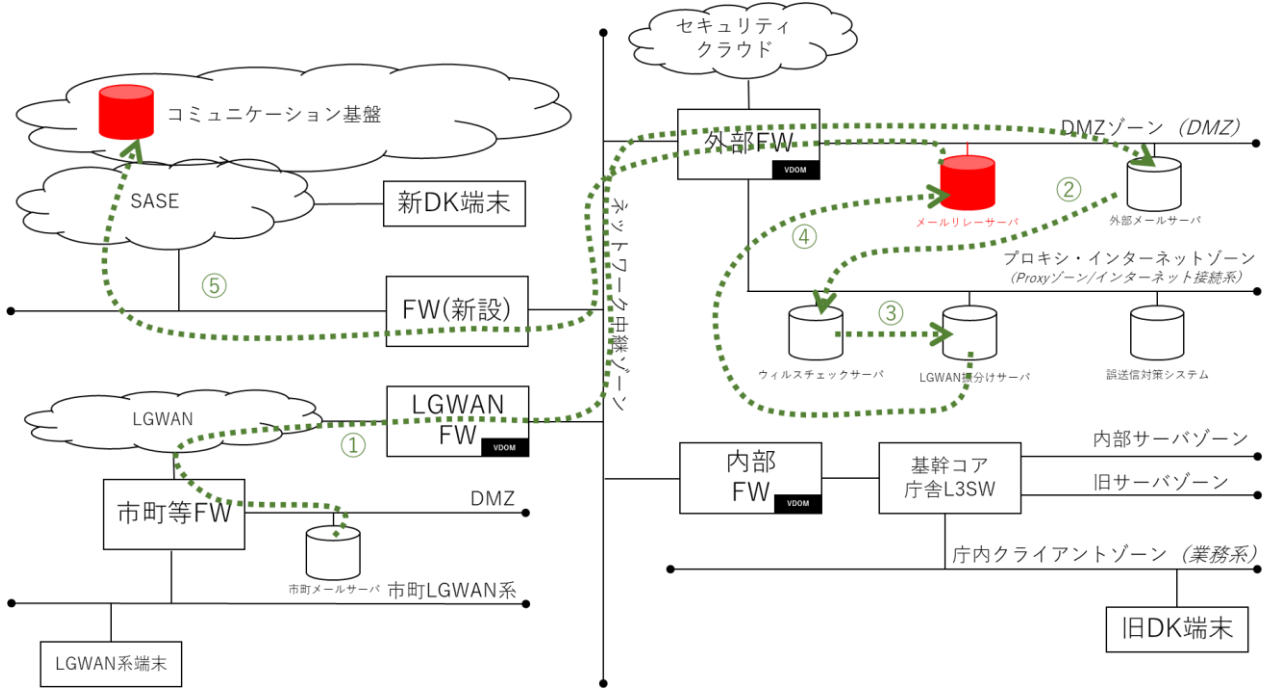 セキュリティ
クラウド
コミュニケーション基盤
外部FW
VDOM
DMZゾーン（DMZ）
SASE
新DK端末
メールリレーサーバ
②
外部メールサーバ
④
プロキシ・インターネットゾーン
（Proxyゾーン/インターネット接続系）
⑤
FW(新設)
ネットワーク中継ゾーン
③
ウィルスチェックサーバ
LGWAN振分けサーバ
誤送信対策システム
LGWAN
①
LGWAN
FW
VDOM
内部
FW
VDOM
基幹コア
庁舎L3SW
内部サーバゾーン
旧サーバゾーン
市町等FW
DMZ
市町メールサーバ
市町LGWAN系
庁内クライアントゾーン（業務系）
旧DK端末
LGWAN系端末